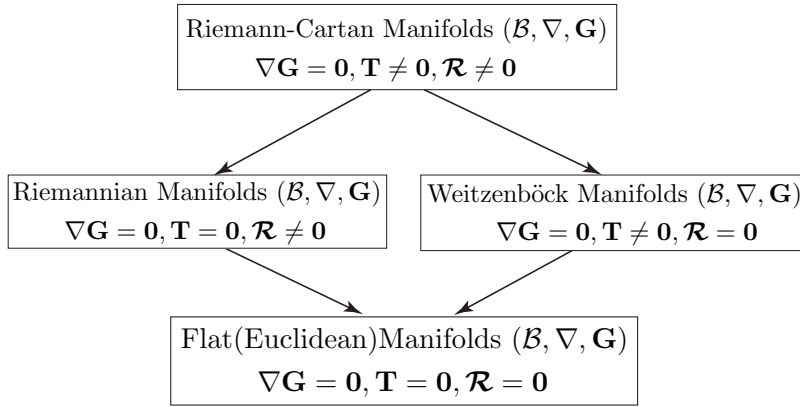 Riemann-Cartan Manifolds (ℬ, ∇, 𝐆)
∇𝐆 = 𝟎, 𝐓 ≠ 𝟎, 𝓡 ≠ 𝟎
Riemannian Manifolds (ℬ, ∇, 𝐆)
∇𝐆 = 𝟎, 𝐓 = 𝟎, 𝓡 ≠ 𝟎
Weitzenböck Manifolds (ℬ, ∇, 𝐆)
∇𝐆 = 𝟎, 𝐓 ≠ 𝟎, 𝓡 = 𝟎
Flat(Euclidean)Manifolds (ℬ, ∇, 𝐆)
∇𝐆 = 𝟎, 𝐓 = 𝟎, 𝓡 = 𝟎